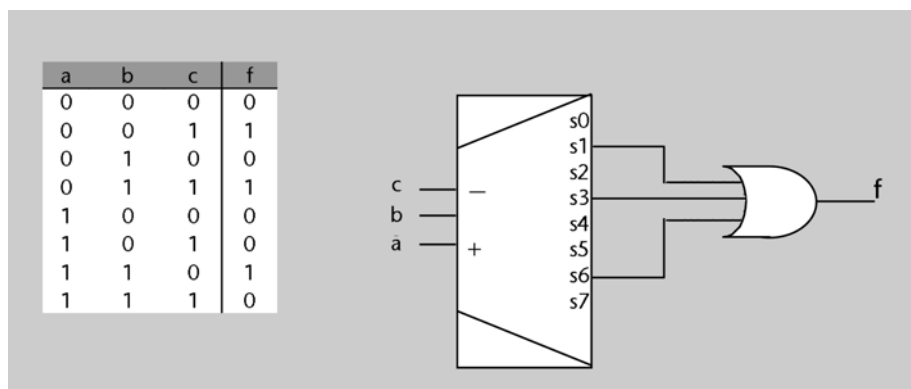 a b c f
0 0 0 0
0 0 1 1
0 1 0 0
0 1 1 1
1 0 0 0
1 0 1 0
1 1 0 1
1 1 1 0
c
b
a
−
+
s0
s1
s2
s3
s4
s5
s6
s7
f